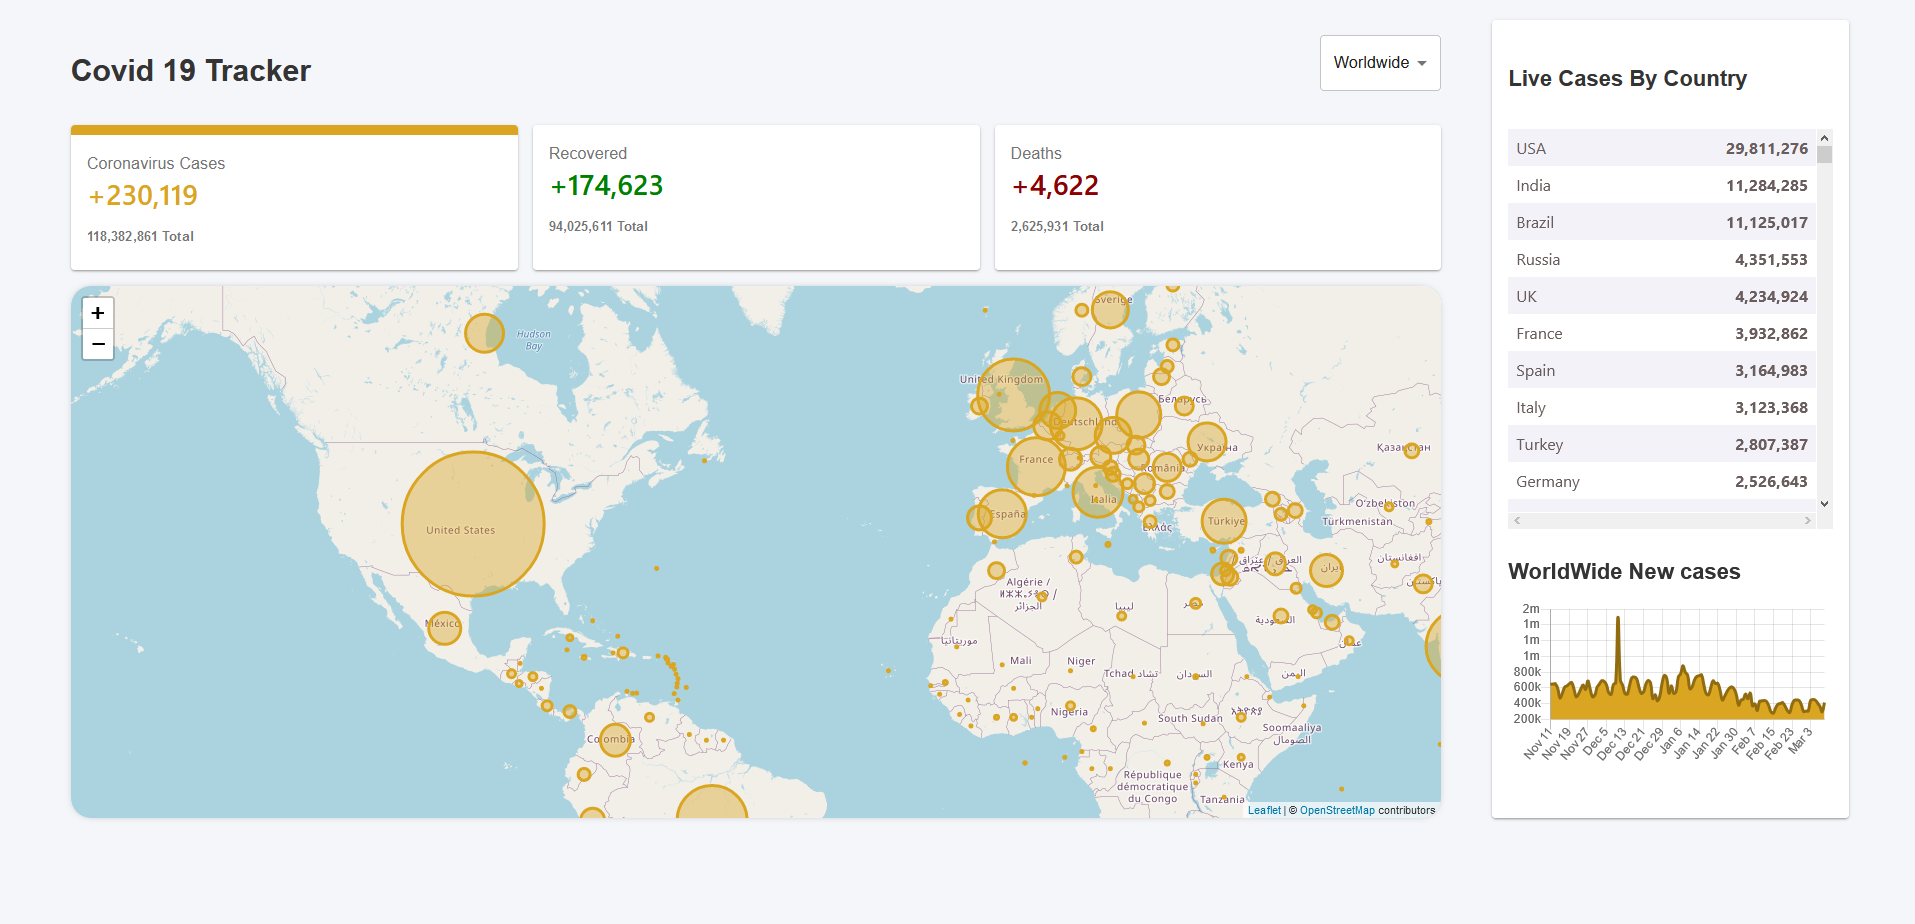 Covid 19 Tracker
Worldwide
Coronavirus Cases
+230,119
118,382,861 Total
Recovered
+174,623
94,025,611 Total
Deaths
+4,622
2,625,931 Total
+
−
Hudson
Bay
Sverige
United Kingdom
Беларусь
Deutschland
Україна
Қазақстан
France
România
Italia
España
Ελλάς
Türkiye
O'zbekiston
Türkmenistan
افغانستان
United States
México
Algérie /
ⵍⵣⵣⴰⵢⴻⵔ /
الجزائر
ليبيا
مصر
العراق
ایران
السعودية
عمان
موريتانيا
Mali
Niger
Tchad تشاد
السودان
اليمن
Nigeria
South Sudan
ኢትዮጵያ
Soomaaliya
الصومال
Colombia
Kenya
République
démocratique
du Congo
Tanzania
Leaflet | © OpenStreetMap contributors
Live Cases By Country
USA 29,811,276
India 11,284,285
Brazil 11,125,017
Russia 4,351,553
UK 4,234,924
France 3,932,862
Spain 3,164,983
Italy 3,123,368
Turkey 2,807,387
Germany 2,526,643
WorldWide New cases
2m
1m
1m
1m
800k
600k
400k
200k
Nov 11
Nov 19
Nov 27
Dec 5
Dec 13
Dec 21
Dec 29
Jan 6
Jan 14
Jan 22
Jan 30
Feb 7
Feb 15
Feb 23
Mar 3